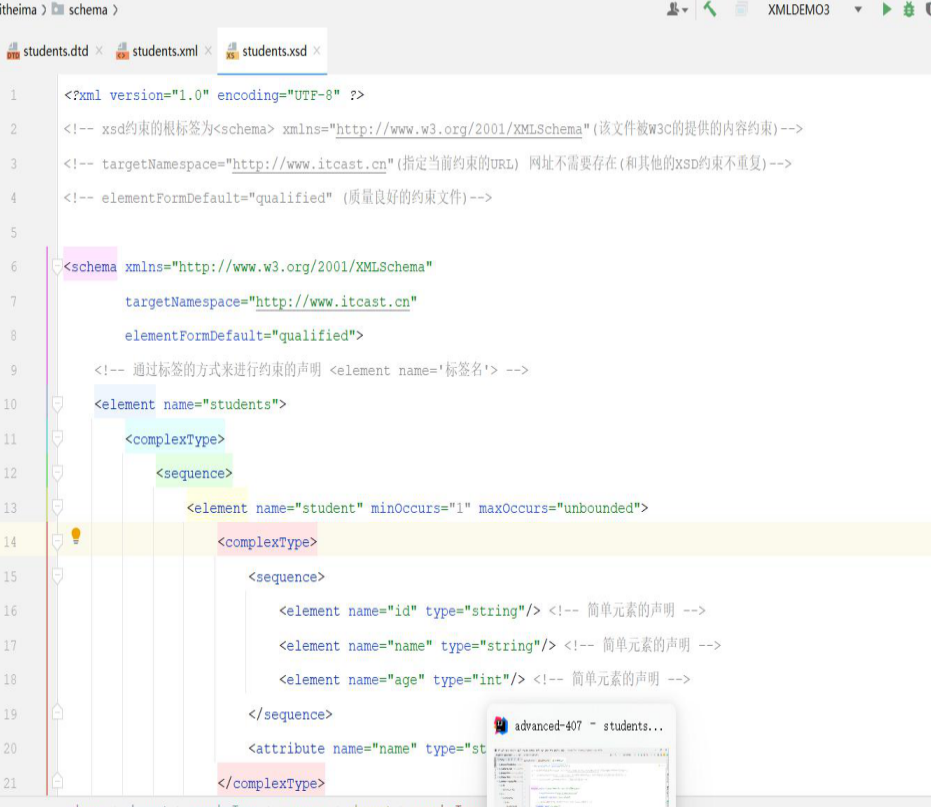 itheima > schema >
XMLDEMO3
students.dtd × students.xml × students.xsd ×
1 <?xml version="1.0" encoding="UTF-8" ?>
2 <!-- xsd约束的根标签为<schema> xmlns="http://www.w3.org/2001/XMLSchema"(该文件被W3C的提供的内容约束)-->
3 <!-- targetNamespace="http://www.itcast.cn"(指定当前约束的URL) 网址不需要存在(和其他的XSD约束不重复)-->
4 <!-- elementFormDefault="qualified" (质量良好的约束文件)-->
5
6 <schema xmlns="http://www.w3.org/2001/XMLSchema"
7 targetNamespace="http://www.itcast.cn"
8 elementFormDefault="qualified">
9 <!-- 通过标签的方式来进行约束的声明 <element name='标签名'> -->
10 <element name="students">
11 <complexType>
12 <sequence>
13 <element name="student" minOccurs="1" maxOccurs="unbounded">
14 <complexType>
15 <sequence>
16 <element name="id" type="string"/> <!-- 简单元素的声明 -->
17 <element name="name" type="string"/> <!-- 简单元素的声明 -->
18 <element name="age" type="int"/> <!-- 简单元素的声明 -->
19 </sequence>
20 <attribute name="name" type="st
21 </complexType>
advanced-407 – students...